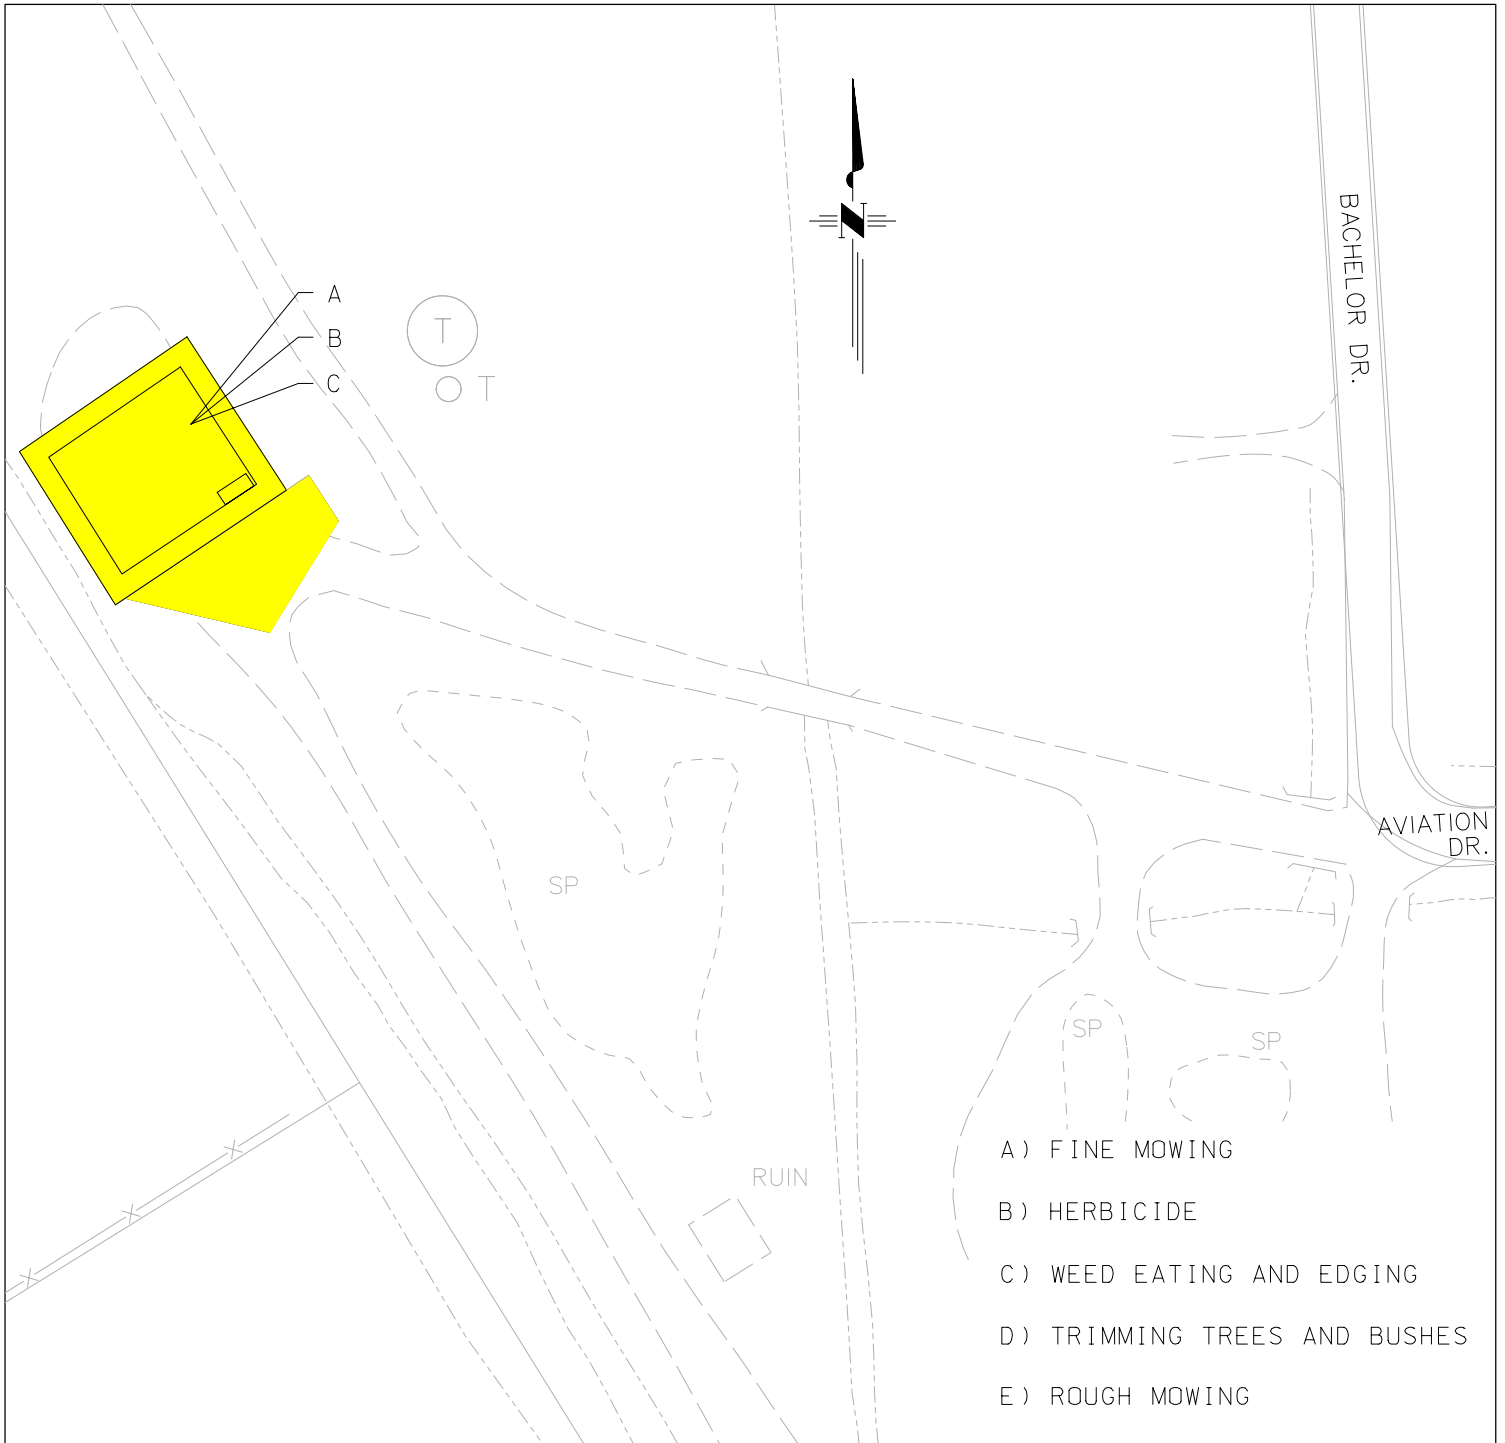 N
BACHELOR DR.
A
B
C
T
T
AVIATION
DR.
SP
SP
SP
RUIN
X
X
X
A) FINE MOWING
B) HERBICIDE
C) WEED EATING AND EDGING
D) TRIMMING TREES AND BUSHES
E) ROUGH MOWING